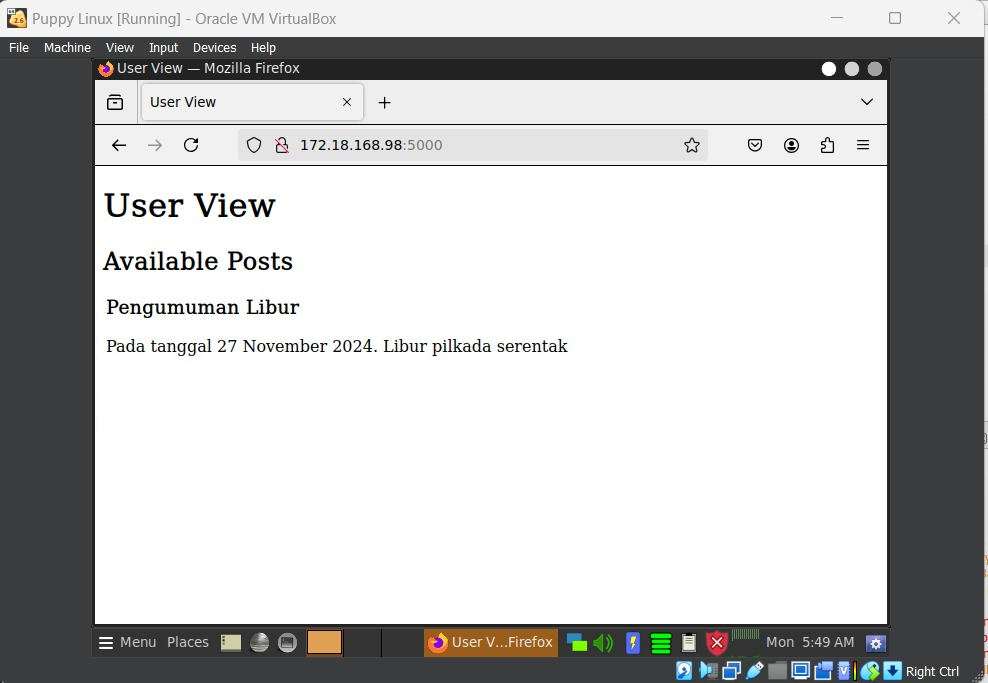 Puppy Linux [Running] - Oracle VM VirtualBox
File Machine View Input Devices Help
User View — Mozilla Firefox
User View
172.18.168.98:5000
User View
Available Posts
Pengumuman Libur
Pada tanggal 27 November 2024. Libur pilkada serentak
Menu Places User V...Firefox Mon 5:49 AM
Right Ctrl